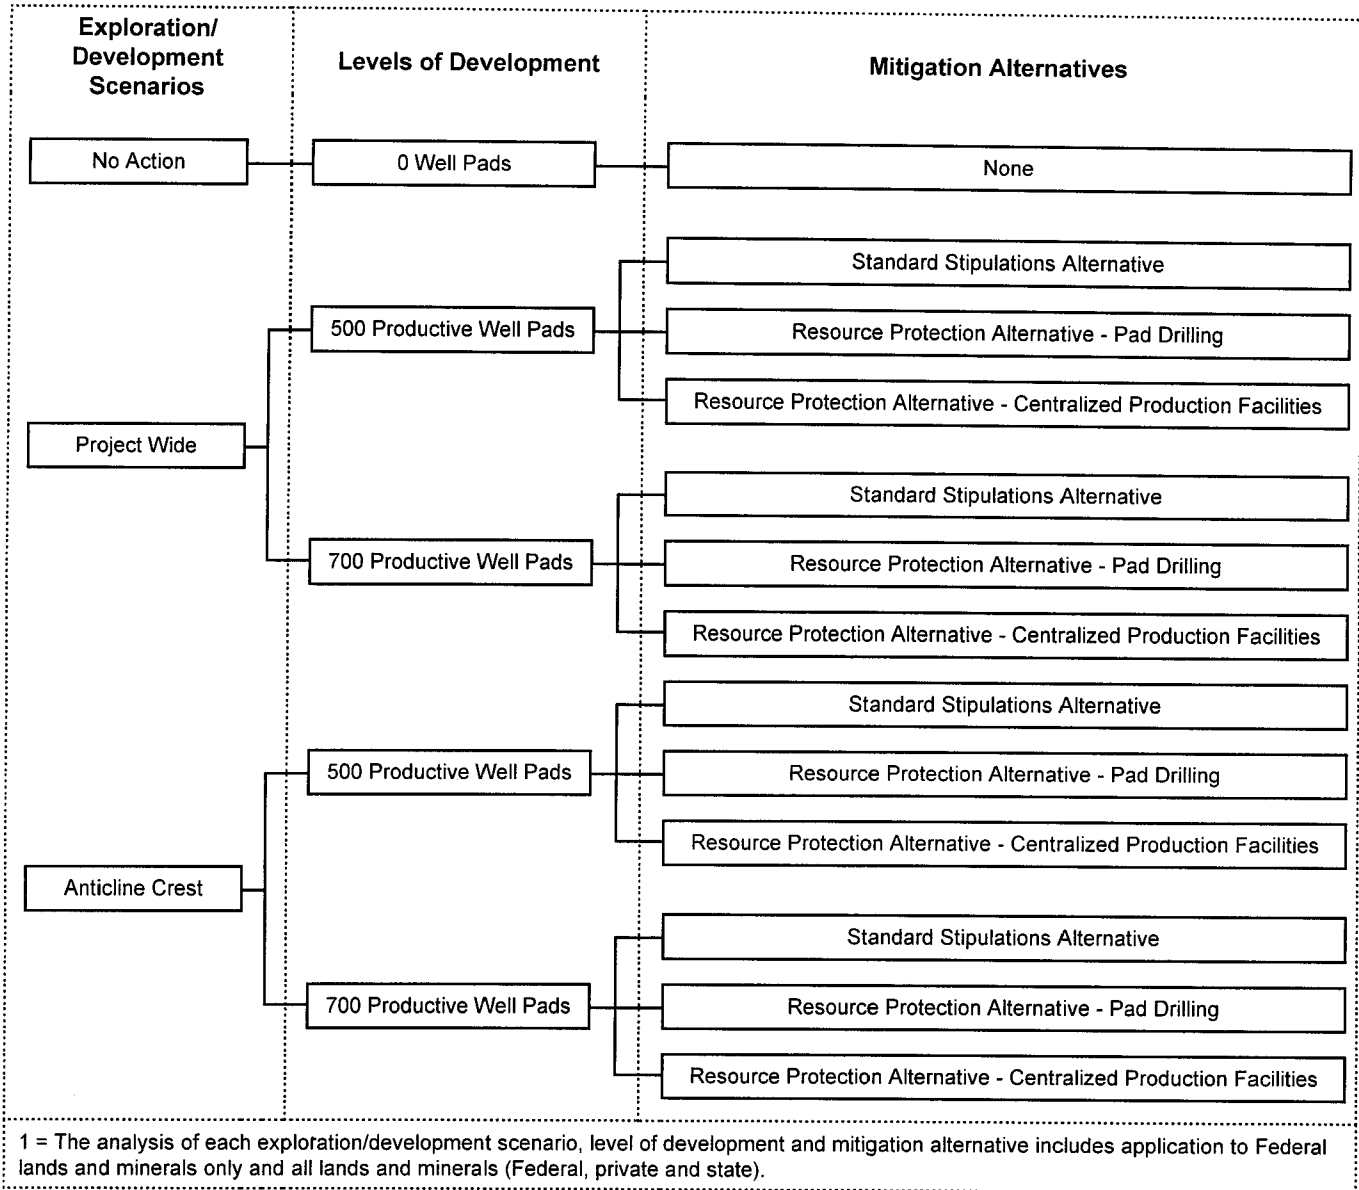 Exploration/
Development
Scenarios
Levels of Development
Mitigation Alternatives
No Action
0 Well Pads
None
Project Wide
500 Productive Well Pads
Standard Stipulations Alternative
Resource Protection Alternative - Pad Drilling
Resource Protection Alternative - Centralized Production Facilities
700 Productive Well Pads
Standard Stipulations Alternative
Resource Protection Alternative - Pad Drilling
Resource Protection Alternative - Centralized Production Facilities
Anticline Crest
500 Productive Well Pads
Standard Stipulations Alternative
Resource Protection Alternative - Pad Drilling
Resource Protection Alternative - Centralized Production Facilities
700 Productive Well Pads
Standard Stipulations Alternative
Resource Protection Alternative - Pad Drilling
Resource Protection Alternative - Centralized Production Facilities
1 = The analysis of each exploration/development scenario, level of development and mitigation alternative includes application to Federal
lands and minerals only and all lands and minerals (Federal, private and state).